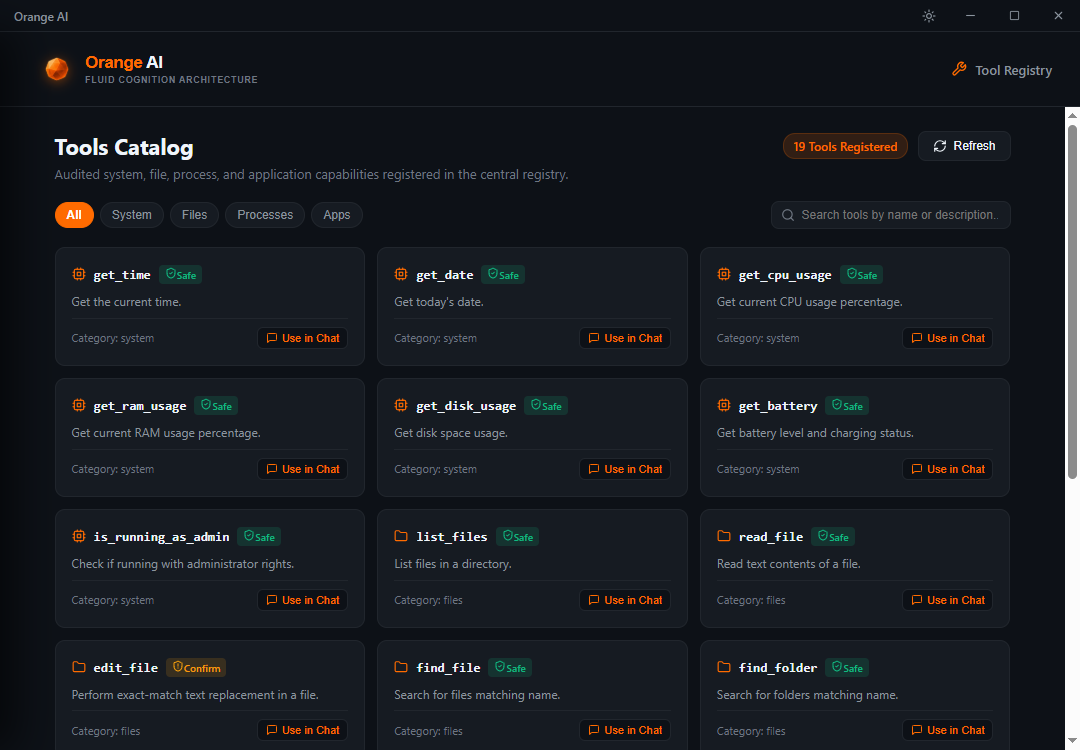 Orange AI
Orange AI
FLUID COGNITION ARCHITECTURE
Tool Registry
Tools Catalog
19 Tools Registered
Refresh
Audited system, file, process, and application capabilities registered in the central registry.
All System Files Processes Apps
Search tools by name or description..
get_time Safe
Get the current time.
Category: system Use in Chat
get_date Safe
Get today's date.
Category: system Use in Chat
get_cpu_usage Safe
Get current CPU usage percentage.
Category: system Use in Chat
get_ram_usage Safe
Get current RAM usage percentage.
Category: system Use in Chat
get_disk_usage Safe
Get disk space usage.
Category: system Use in Chat
get_battery Safe
Get battery level and charging status.
Category: system Use in Chat
is_running_as_admin Safe
Check if running with administrator rights.
Category: system Use in Chat
list_files Safe
List files in a directory.
Category: files Use in Chat
read_file Safe
Read text contents of a file.
Category: files Use in Chat
edit_file Confirm
Perform exact-match text replacement in a file.
Category: files Use in Chat
find_file Safe
Search for files matching name.
Category: files Use in Chat
find_folder Safe
Search for folders matching name.
Category: files Use in Chat